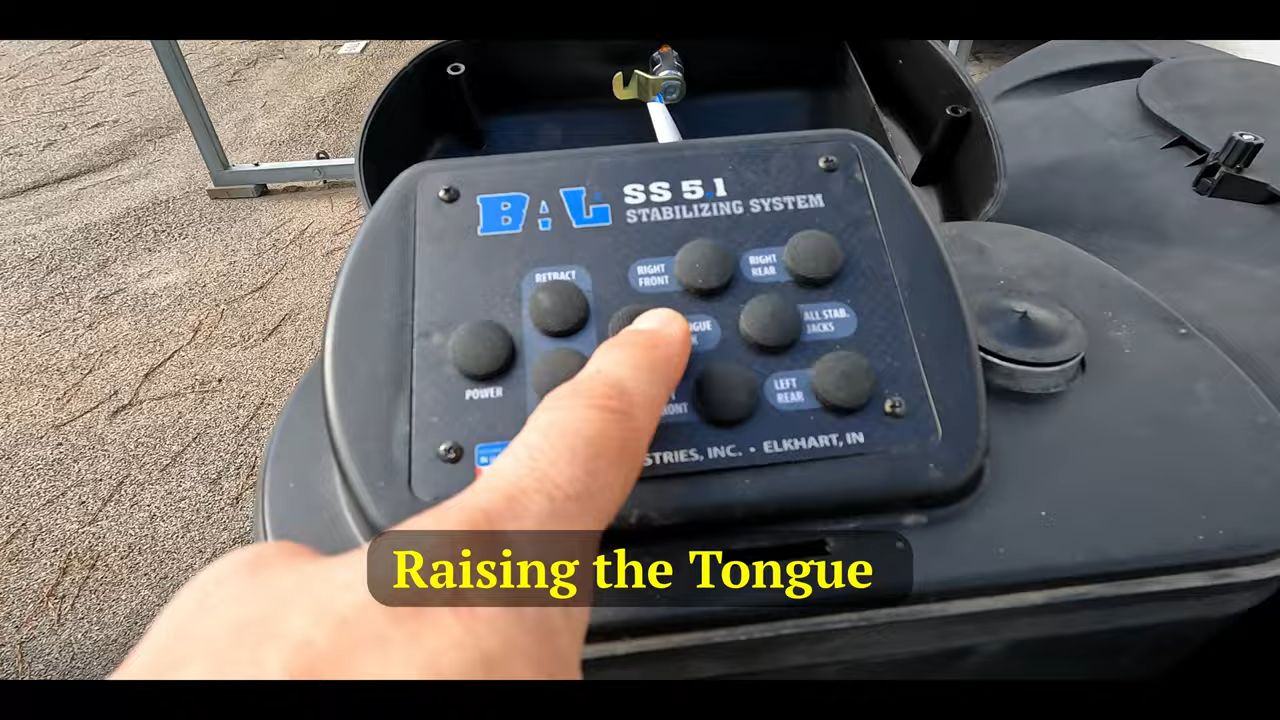 BAL
SS 5.1
STABILIZING SYSTEM
RETRACT
RIGHT
FRONT
RIGHT
REAR
ALL STAB.
JACKS
POWER
LEFT
REAR
INC. • ELKHART, IN
Raising the Tongue